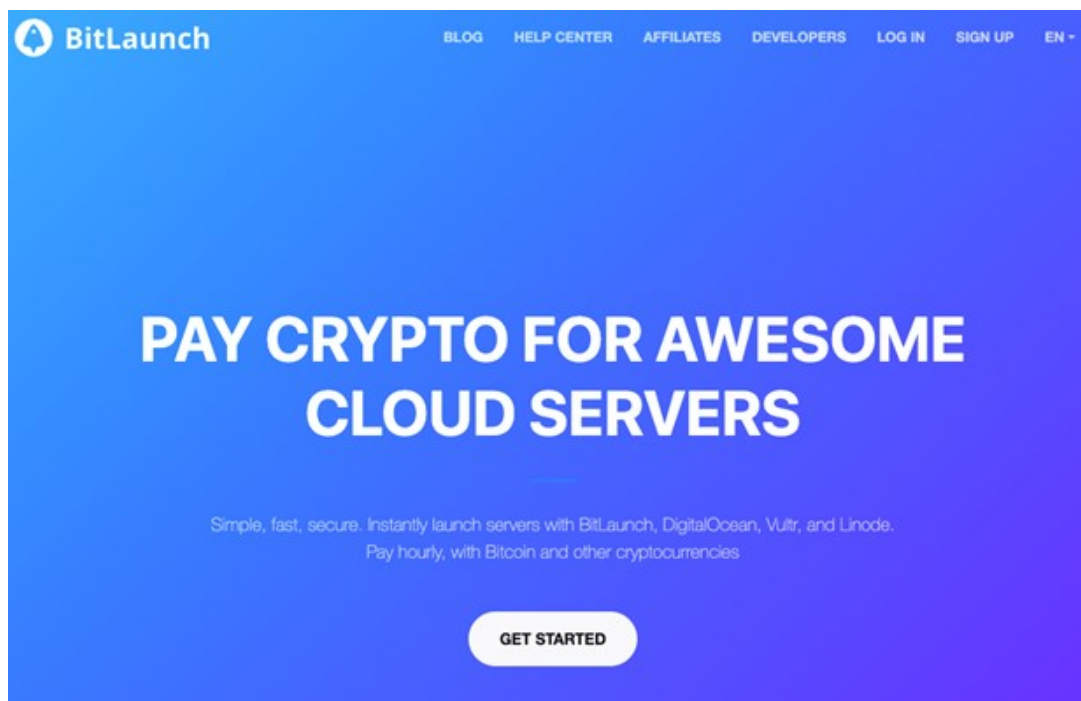 BitLaunch
BLOG HELP CENTER AFFILIATES DEVELOPERS LOG IN SIGN UP EN
PAY CRYPTO FOR AWESOME
CLOUD SERVERS
Simple, fast, secure. Instantly launch servers with BitLaunch, DigitalOcean, Vultr, and Linode.
Pay hourly, with Bitcoin and other cryptocurrencies
GET STARTED